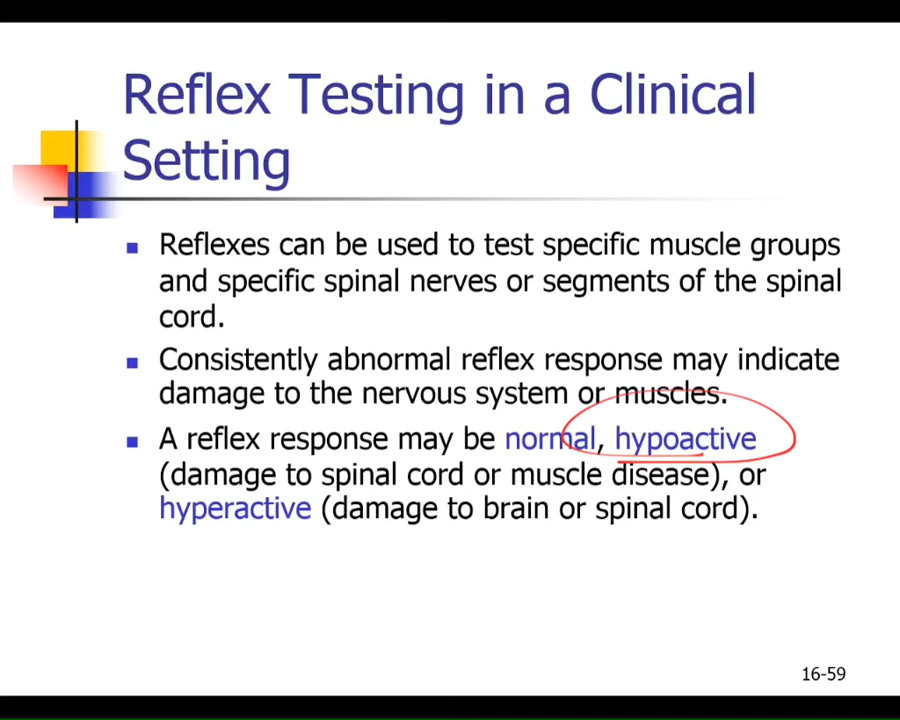 Reflex Testing in a Clinical
Setting
Reflexes can be used to test specific muscle groups
and specific spinal nerves or segments of the spinal
cord.
Consistently abnormal reflex response may indicate
damage to the nervous system or muscles.
A reflex response may be normal, hypoactive
(damage to spinal cord or muscle disease), or
hyperactive (damage to brain or spinal cord).
16-59